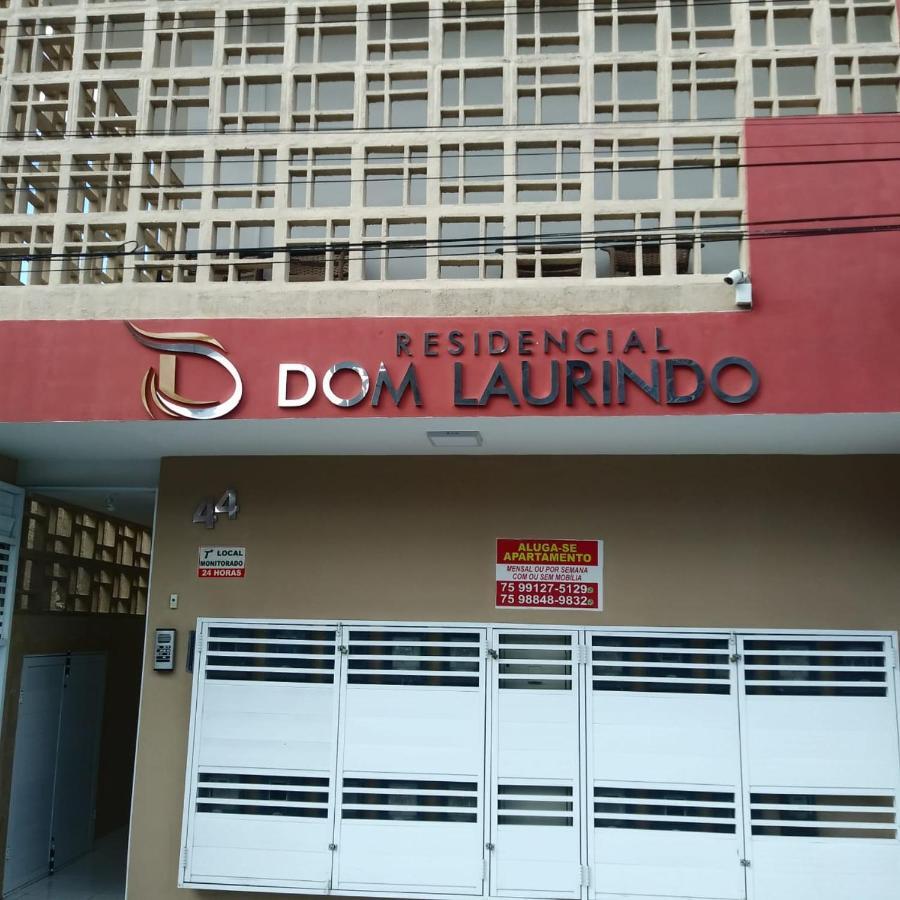 RESIDENCIAL
DOM LAURINDO
44
LOCAL
MONITORADO
24 HORAS
ALUGA-SE
APARTAMENTO
MENSAL OU POR SEMANA
COM OU SEM MOBÍLIA
75 99127-5129
75 98848-9832